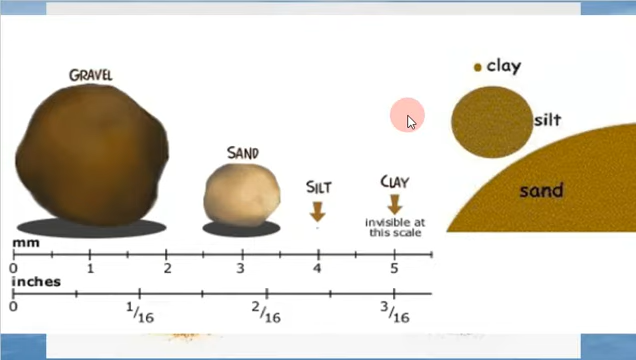 GRAVEL
SAND
SILT
CLAY
invisible at
this scale
mm
0 1 2 3 4 5
inches
0 1/16 2/16 3/16
clay
silt
sand